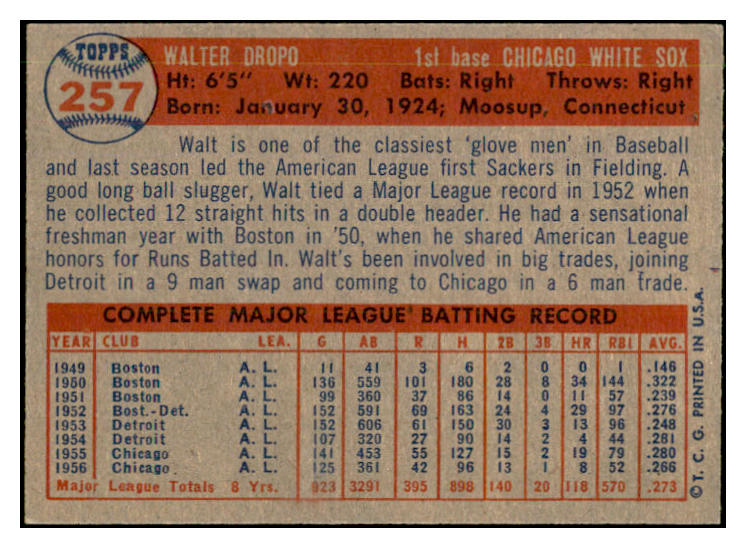 TOPPS
257
WALTER DROPO 1st base CHICAGO WHITE SOX
Ht: 6'5" Wt: 220 Bats: Right Throws: Right
Born: January 30, 1924; Moosup, Connecticut
Walt is one of the classiest 'glove men' in Baseball
and last season led the American League first Sackers in Fielding. A
good long ball slugger, Walt tied a Major League record in 1952 when
he collected 12 straight hits in a double header. He had a sensational
freshman year with Boston in '50, when he shared American League
honors for Runs Batted In. Walt's been involved in big trades, joining
Detroit in a 9 man swap and coming to Chicago in a 6 man trade.
COMPLETE MAJOR LEAGUE BATTING RECORD
YEAR CLUB LEA. G AB R H 2B 3B HR RBI AVG.
1949 Boston A. L. 11 41 3 6 2 0 0 1 .146
1950 Boston A. L. 136 559 101 180 28 8 34 144 .322
1951 Boston A. L. 99 360 37 86 14 0 11 57 .239
1952 Bost.-Det. A. L. 152 591 69 163 24 4 29 97 .276
1953 Detroit A. L. 152 606 61 150 30 3 13 96 .248
1954 Detroit A. L. 107 320 27 90 14 2 4 44 .281
1955 Chicago A. L. 141 453 55 127 15 2 19 79 .280
1956 Chicago A. L. 125 361 42 96 13 1 8 52 .266
Major League Totals 8 Yrs. 923 3291 395 898 140 20 118 570 .273
© T. C. G. PRINTED IN U.S.A.